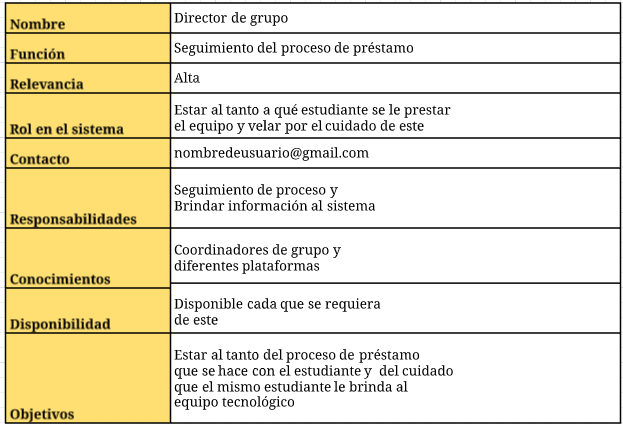 Nombre
Director de grupo
Función
Seguimiento del proceso de préstamo
Relevancia
Alta
Rol en el sistema
Estar al tanto a qué estudiante se le prestar
el equipo y velar por el cuidado de este
Contacto
nombredeusuario@gmail.com
Responsabilidades
Seguimiento de proceso y
Brindar información al sistema
Conocimientos
Coordinadores de grupo y
diferentes plataformas
Disponibilidad
Disponible cada que se requiera
de este
Objetivos
Estar al tanto del proceso de préstamo
que se hace con el estudiante y  del cuidado
que el mismo estudiante le brinda al
equipo tecnológico